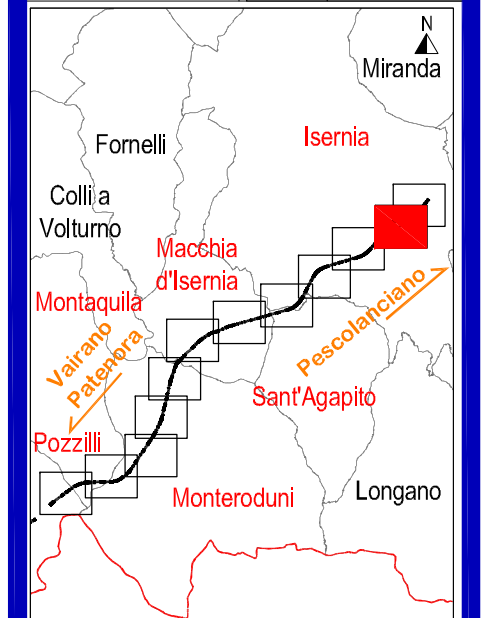 N
Miranda
Isernia
Fornelli
Colli a
Volturno
Macchia
d'Isernia
Montaquila
Vairano
Patenora
Pescolanciano
Sant'Agapito
Pozzilli
Monteroduni
Longano